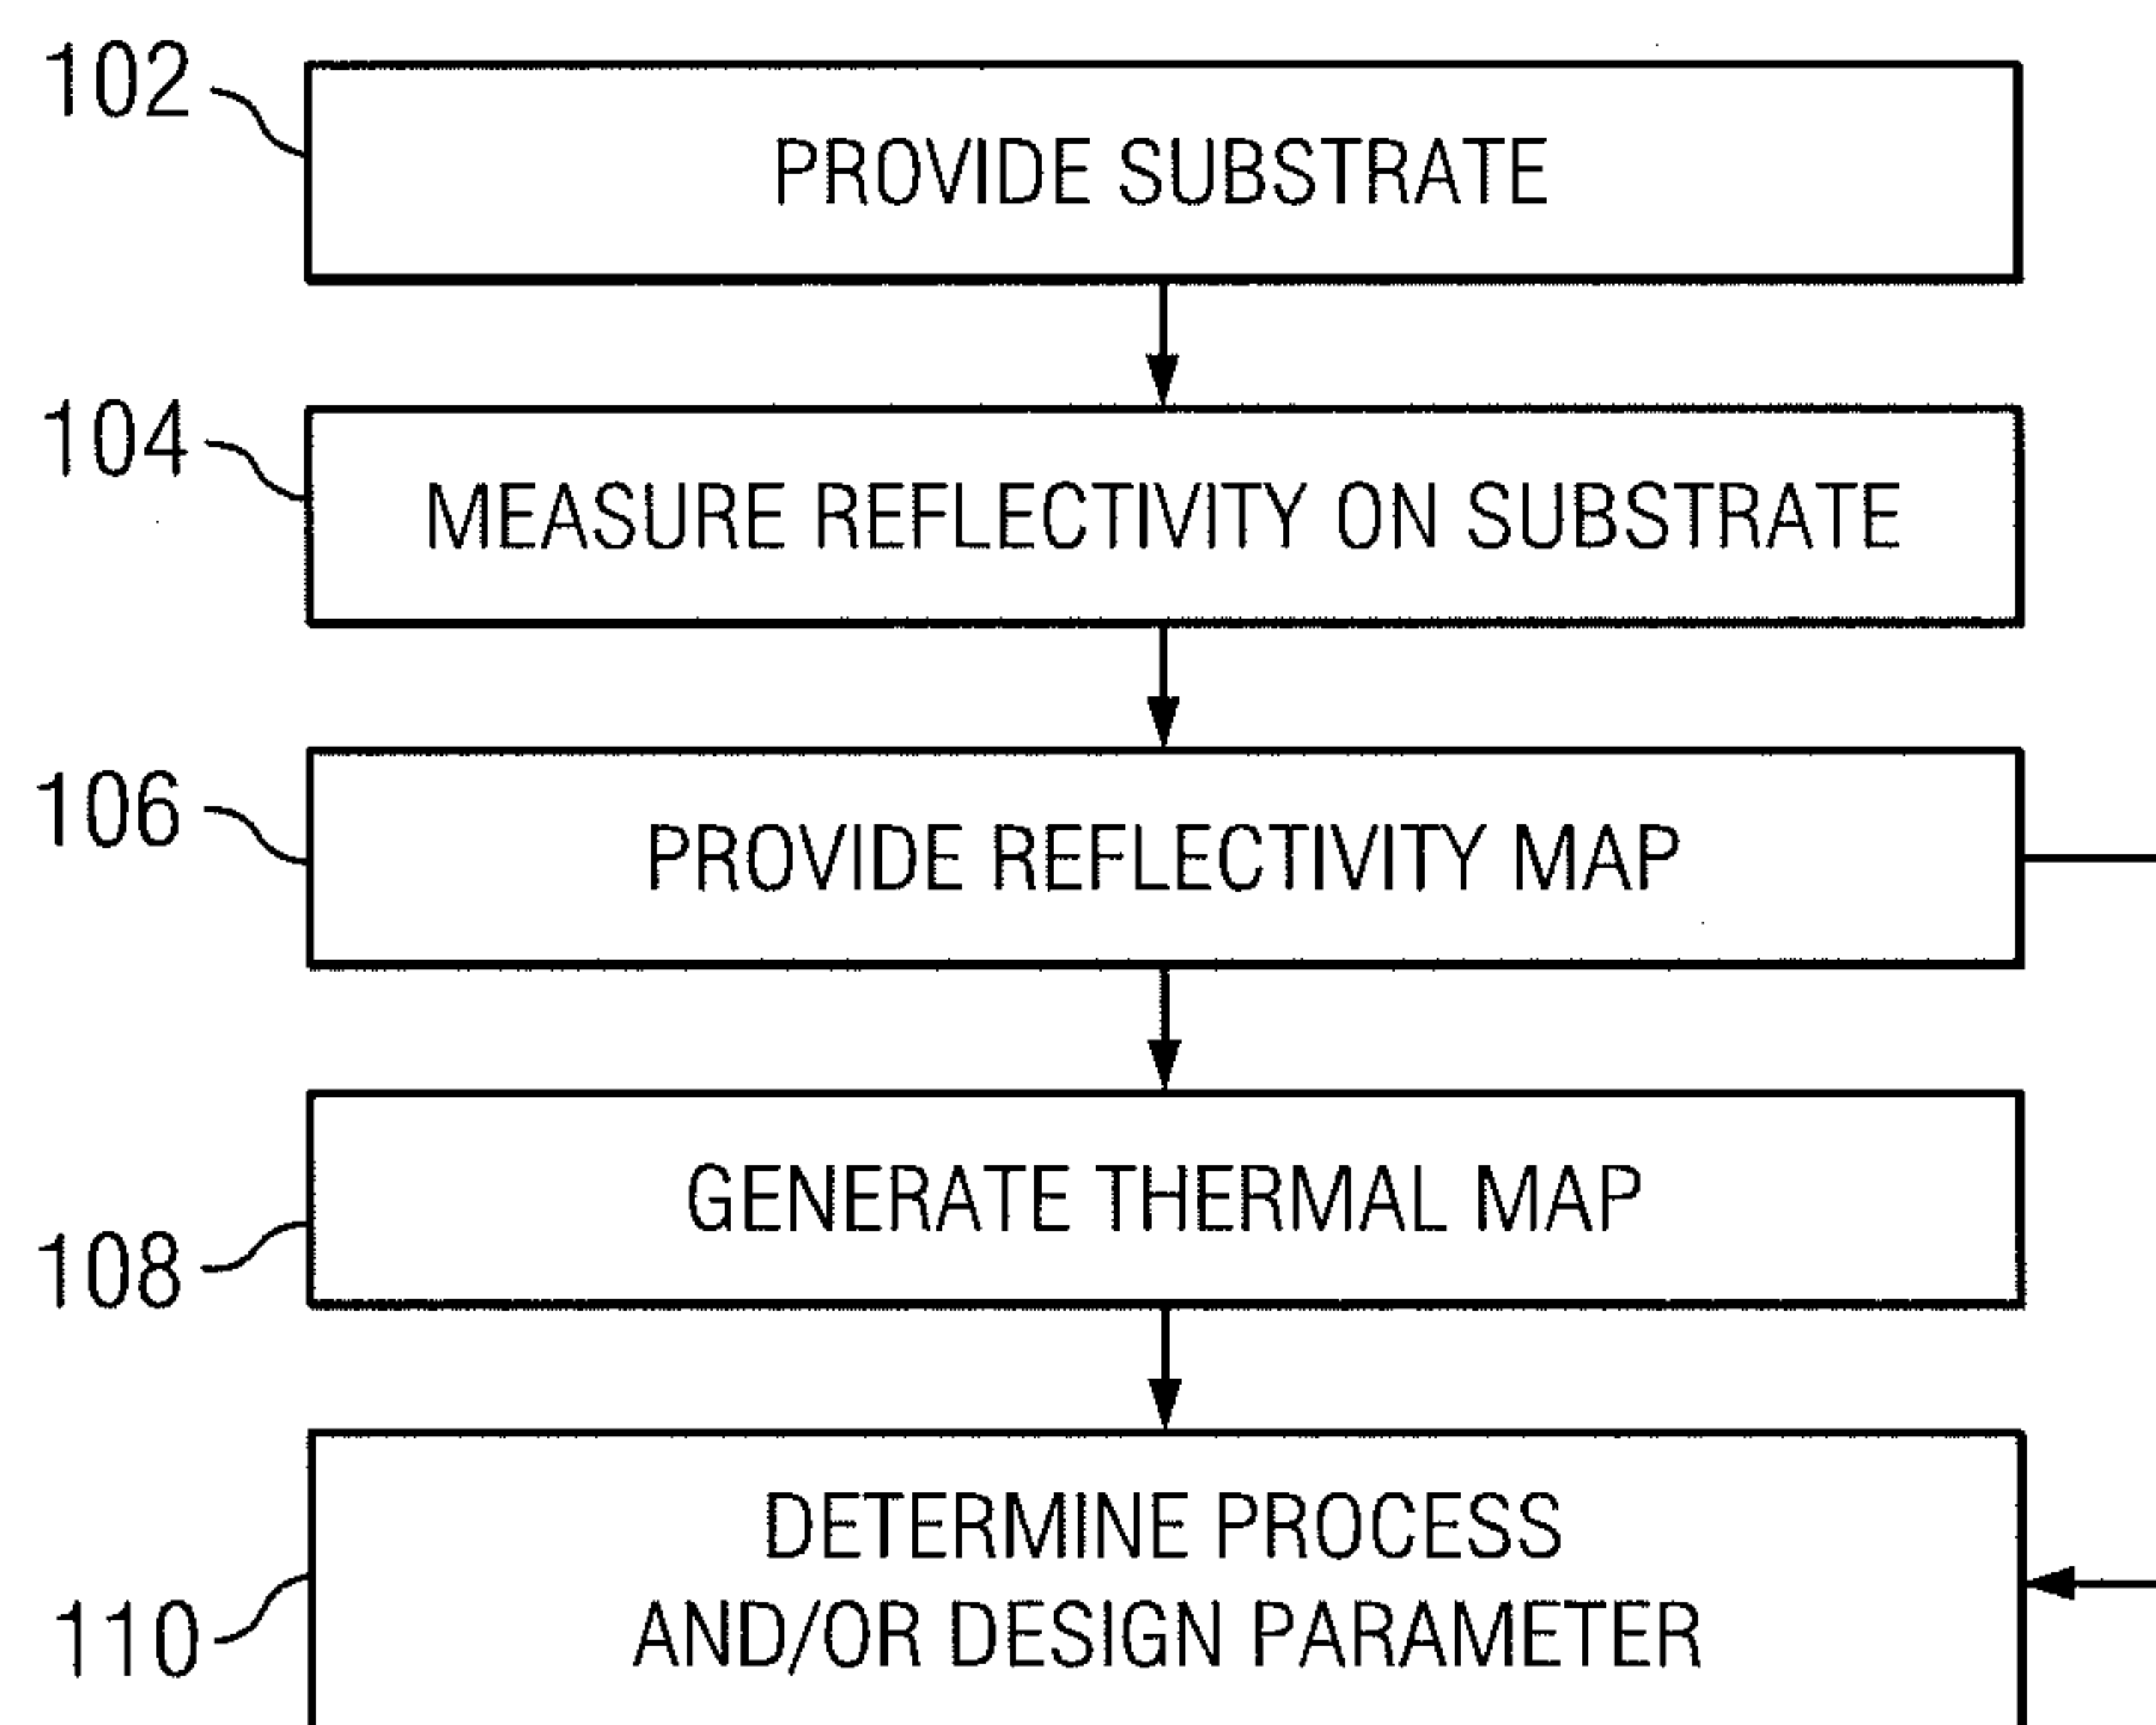 102
PROVIDE SUBSTRATE
104
MEASURE REFLECTIVITY ON SUBSTRATE
106
PROVIDE REFLECTIVITY MAP
GENERATE THERMAL MAP
108
DETERMINE PROCESS
AND/OR DESIGN PARAMETER
110